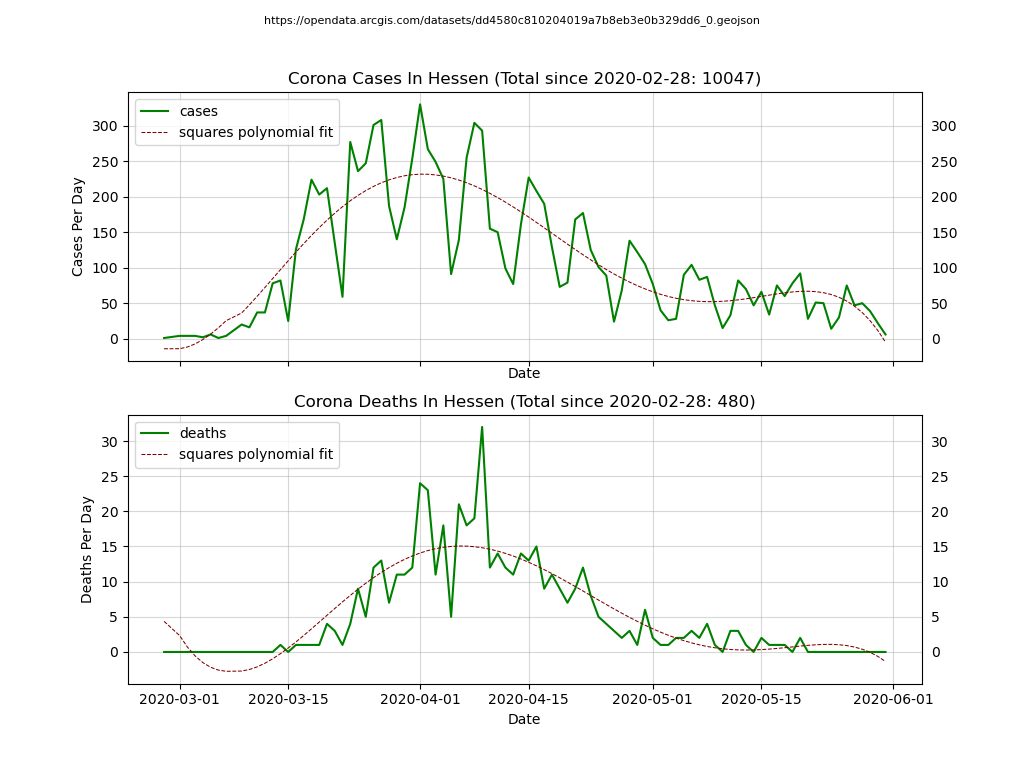 https://opendata.arcgis.com/datasets/dd4580c810204019a7b8eb3e0b329dd6_0.geojson
Corona Cases In Hessen (Total since 2020-02-28: 10047)
cases
squares polynomial fit
Cases Per Day
300 300
250 250
200 200
150 150
100 100
50 50
0 0
Date
Corona Deaths In Hessen (Total since 2020-02-28: 480)
deaths
squares polynomial fit
Deaths Per Day
30 30
25 25
20 20
15 15
10 10
5 5
0 0
2020-03-01 2020-03-15 2020-04-01 2020-04-15 2020-05-01 2020-05-15 2020-06-01
Date